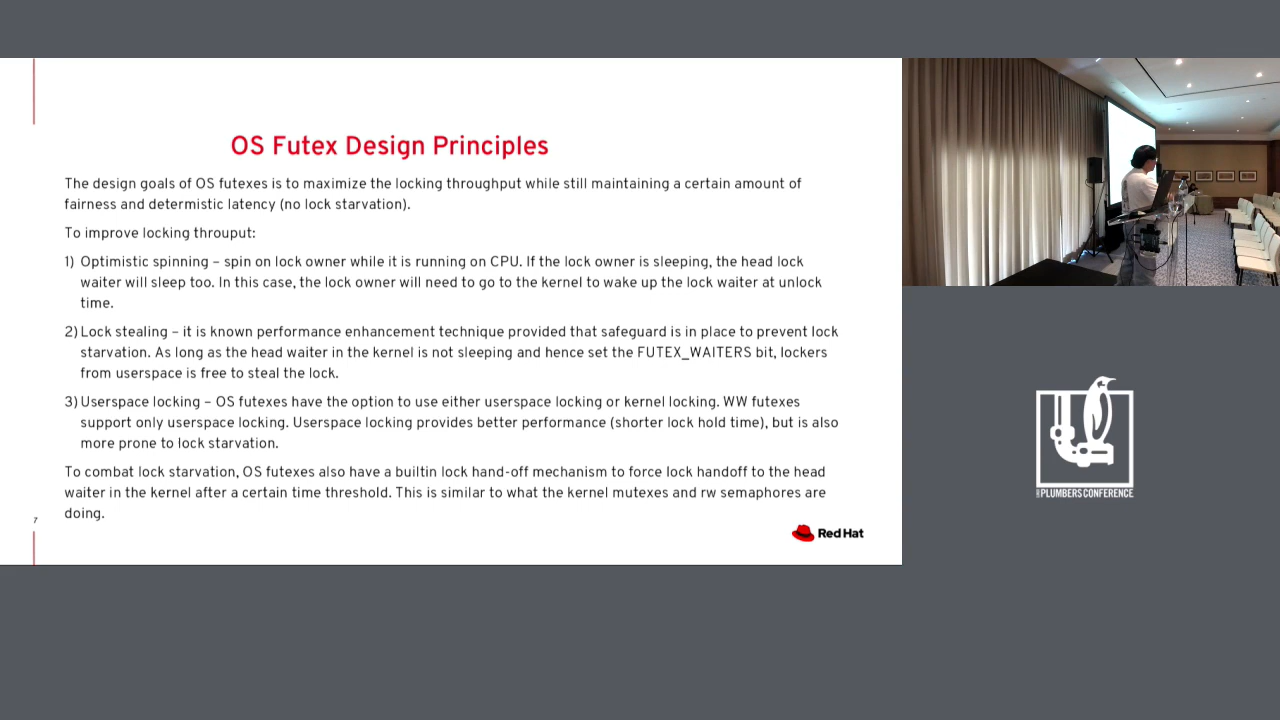 OS Futex Design Principles
The design goals of OS futexes is to maximize the locking throughput while still maintaining a certain amount of
fairness and determistic latency (no lock starvation).
To improve locking throuput:
1) Optimistic spinning – spin on lock owner while it is running on CPU. If the lock owner is sleeping, the head lock
waiter will sleep too. In this case, the lock owner will need to go to the kernel to wake up the lock waiter at unlock
time.
2) Lock stealing – it is known performance enhancement technique provided that safeguard is in place to prevent lock
starvation. As long as the head waiter in the kernel is not sleeping and hence set the FUTEX_WAITERS bit, lockers
from userspace is free to steal the lock.
3) Userspace locking – OS futexes have the option to use either userspace locking or kernel locking. WW futexes
support only userspace locking. Userspace locking provides better performance (shorter lock hold time), but is also
more prone to lock starvation.
To combat lock starvation, OS futexes also have a builtin lock hand-off mechanism to force lock handoff to the head
waiter in the kernel after a certain time threshold. This is similar to what the kernel mutexes and rw semaphores are
doing.
7
Red Hat
PLUMBERS CONFERENCE